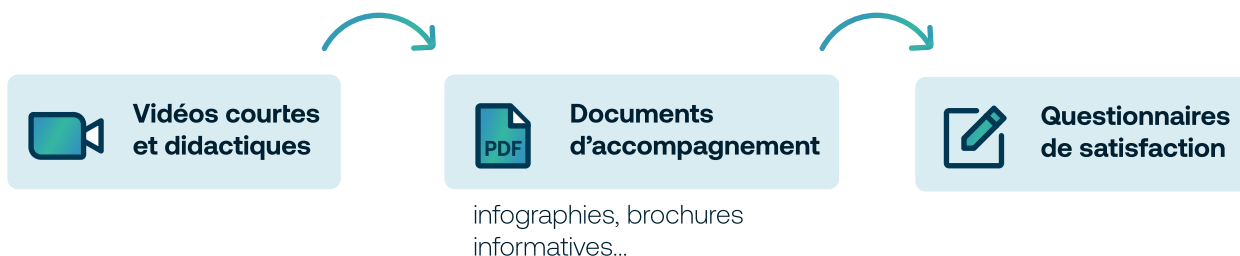 Vidéos courtes
et didactiques
PDF
Documents
d’accompagnement
infographies, brochures
informatives...
Questionnaires
de satisfaction